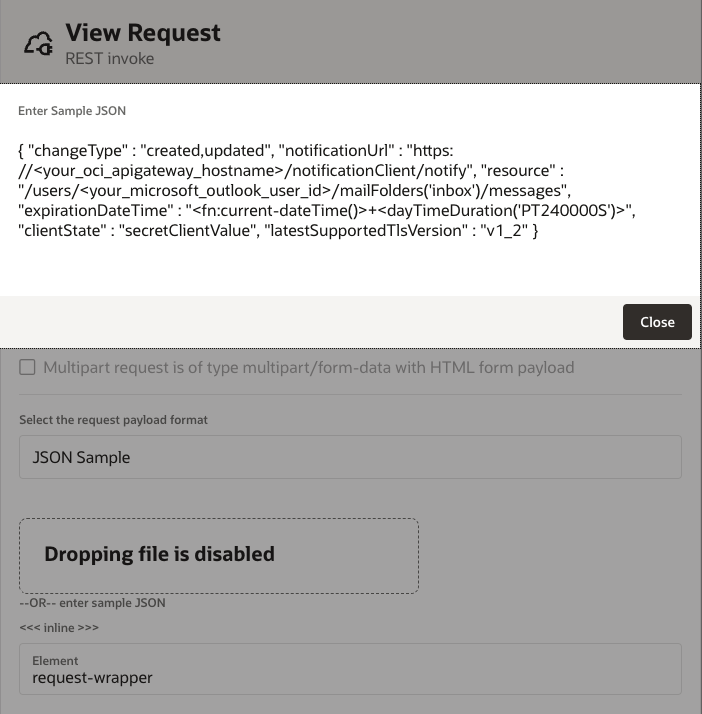 View Request
REST invoke
Enter Sample JSON
{ "changeType" : "created,updated", "notificationUrl" : "https:
//<your_oci_apigateway_hostname>/notificationClient/notify", "resource" :
"/users/<your_microsoft_outlook_user_id>/mailFolders('inbox')/messages",
"expirationDateTime" : "<fn:current-dateTime()>+<dayTimeDuration('PT240000S')>",
"clientState" : "secretClientValue", "latestSupportedTlsVersion" : "v1_2" }
Close
Multipart request is of type multipart/form-data with HTML form payload
Select the request payload format
JSON Sample
Dropping file is disabled
--OR-- enter sample JSON
<<< inline >>>
Element
request-wrapper